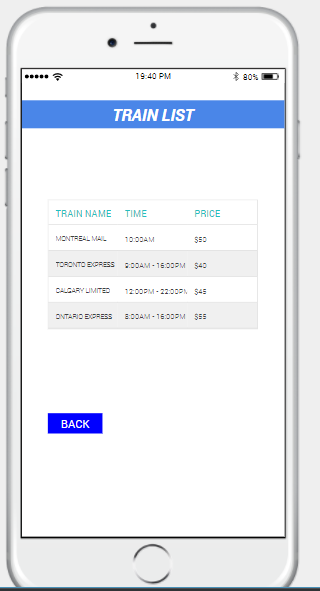 19:40 PM 80%
TRAIN LIST
TRAIN NAME TIME PRICE
MONTREAL MAIL 10:00AM $50
TORONTO EXPRESS 9:00AM - 16:00PM $40
CALGARY LIMITED 12:00PM - 22:00PM $45
ONTARIO EXPRESS 8:00AM - 16:00PM $55
BACK